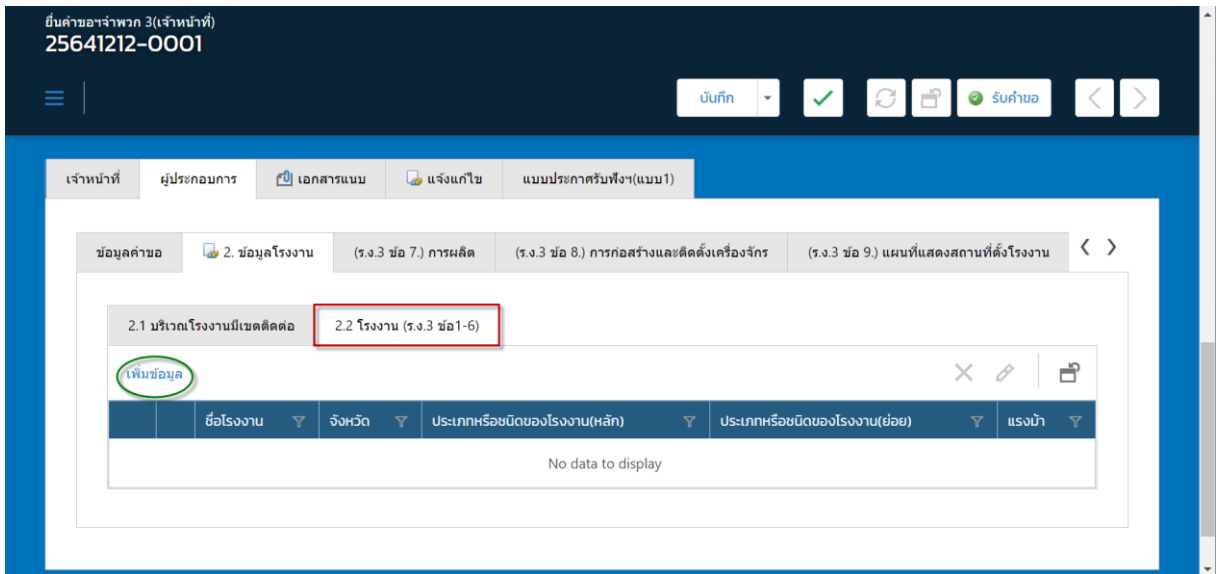 ยื่นคำขอฯจำพวก 3(เจ้าหน้าที่)
25641212-0001
บันทึก รับคำขอ
เจ้าหน้าที่ ผู้ประกอบการ เอกสารแนบ แจ้งแก้ไข แบบประกาศรับฟังฯ(แบบ1)
ข้อมูลคำขอ 2. ข้อมูลโรงงาน (ร.ง.3 ข้อ 7.) การผลิต (ร.ง.3 ข้อ 8.) การก่อสร้างและติดตั้งเครื่องจักร (ร.ง.3 ข้อ 9.) แผนที่แสดงสถานที่ตั้งโรงงาน
2.1 บริเวณโรงงานมีเขตติดต่อ 2.2 โรงงาน (ร.ง.3 ข้อ1-6)
เพิ่มข้อมูล
ชื่อโรงงาน จังหวัด ประเภทหรือชนิดของโรงงาน(หลัก) ประเภทหรือชนิดของโรงงาน(ย่อย) แรงม้า
No data to display